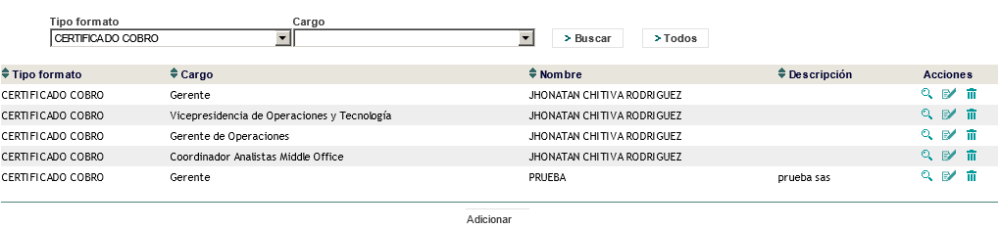 Tipo formato Cargo
CERTIFICADO COBRO > Buscar > Todos
Tipo formato Cargo Nombre Descripción Acciones
CERTIFICADO COBRO Gerente JHONATAN CHITIVA RODRIGUEZ
CERTIFICADO COBRO Vicepresidencia de Operaciones y Tecnología JHONATAN CHITIVA RODRIGUEZ
CERTIFICADO COBRO Gerente de Operaciones JHONATAN CHITIVA RODRIGUEZ
CERTIFICADO COBRO Coordinador Analistas Middle Office JHONATAN CHITIVA RODRIGUEZ
CERTIFICADO COBRO Gerente PRUEBA prueba sas
Adicionar